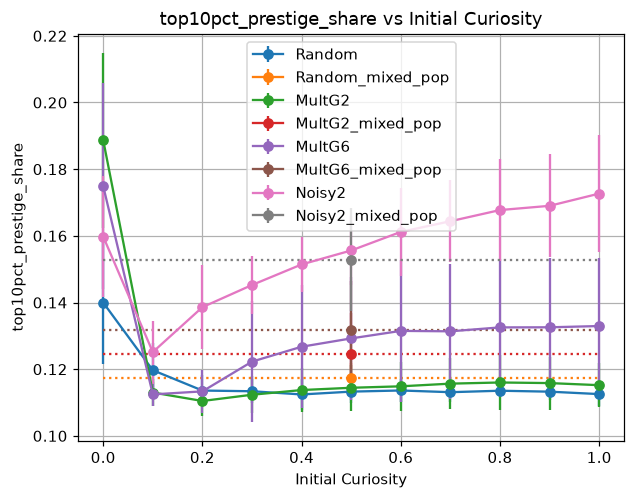 top10pct_prestige_share vs Initial Curiosity
top10pct_prestige_share
0.22
0.20
0.18
0.16
0.14
0.12
0.10
Random
Random_mixed_pop
MultG2
MultG2_mixed_pop
MultG6
MultG6_mixed_pop
Noisy2
Noisy2_mixed_pop
0.0 0.2 0.4 0.6 0.8 1.0
Initial Curiosity